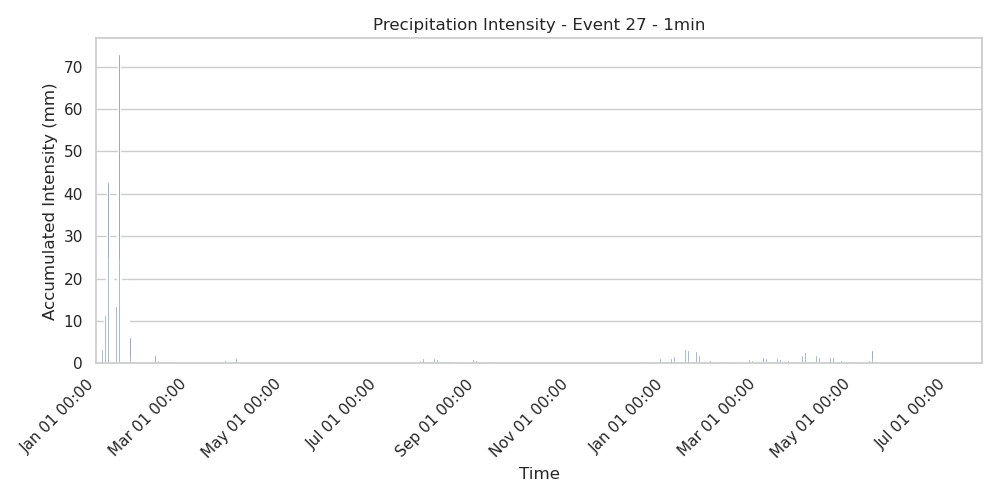 Precipitation Intensity - Event 27 - 1min
Accumulated Intensity (mm)
70
60
50
40
30
20
10
0
Jan 01 00:00
Mar 01 00:00
May 01 00:00
Jul 01 00:00
Sep 01 00:00
Nov 01 00:00
Jan 01 00:00
Mar 01 00:00
May 01 00:00
Jul 01 00:00
Time